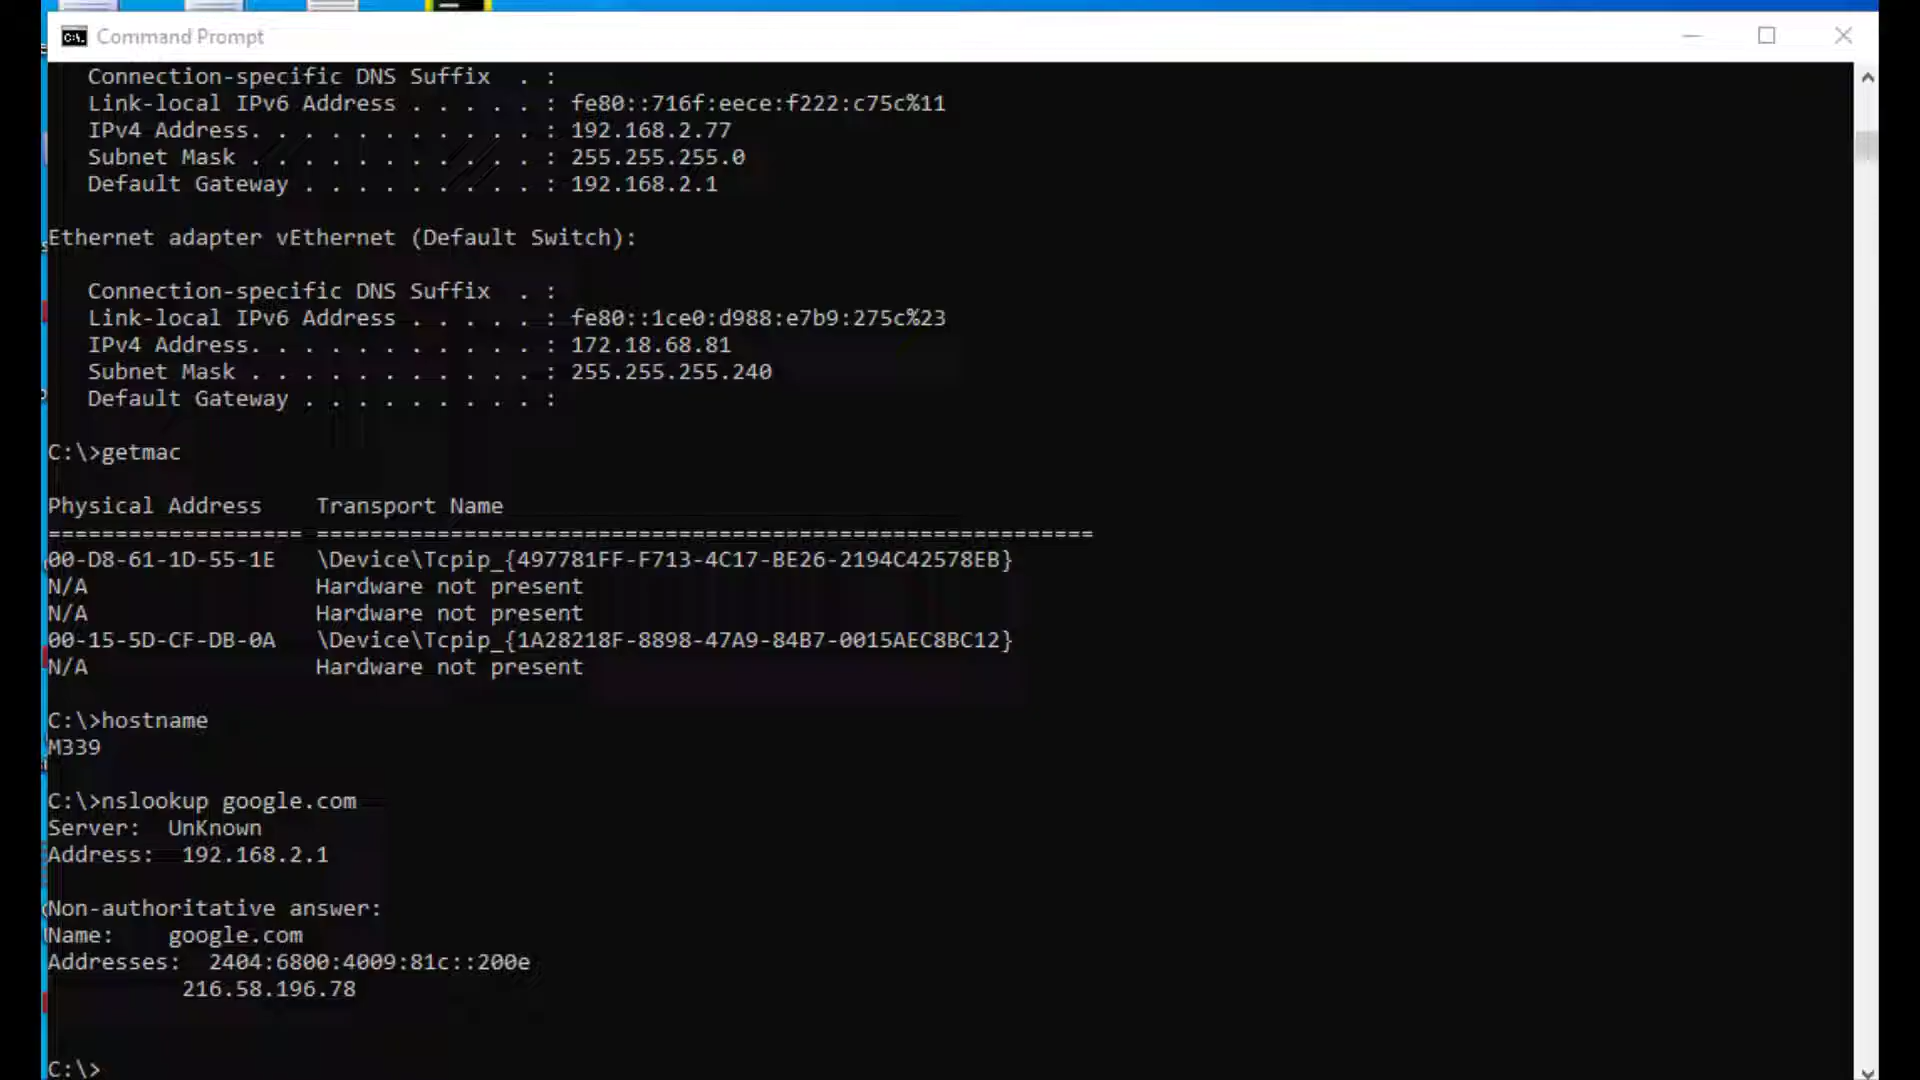 Command Prompt
Connection-specific DNS Suffix  . :
Link-local IPv6 Address . . . . . : fe80::716f:eece:f222:c75c%11
IPv4 Address. . . . . . . . . . . : 192.168.2.77
Subnet Mask . . . . . . . . . . . : 255.255.255.0
Default Gateway . . . . . . . . . : 192.168.2.1
Ethernet adapter vEthernet (Default Switch):
Connection-specific DNS Suffix  . :
Link-local IPv6 Address . . . . . : fe80::1ce0:d988:e7b9:275c%23
IPv4 Address. . . . . . . . . . . : 172.18.68.81
Subnet Mask . . . . . . . . . . . : 255.255.255.240
Default Gateway . . . . . . . . . :
C:\>getmac
Physical Address    Transport Name
=================== ==========================================================
00-D8-61-1D-55-1E   \Device\Tcpip_{497781FF-F713-4C17-BE26-2194C42578EB}
N/A                 Hardware not present
N/A                 Hardware not present
00-15-5D-CF-DB-0A   \Device\Tcpip_{1A28218F-8898-47A9-84B7-0015AEC8BC12}
N/A                 Hardware not present
C:\>hostname
M339
C:\>nslookup google.com
Server:  UnKnown
Address:  192.168.2.1
Non-authoritative answer:
Name:    google.com
Addresses:  2404:6800:4009:81c::200e
216.58.196.78
C:\>